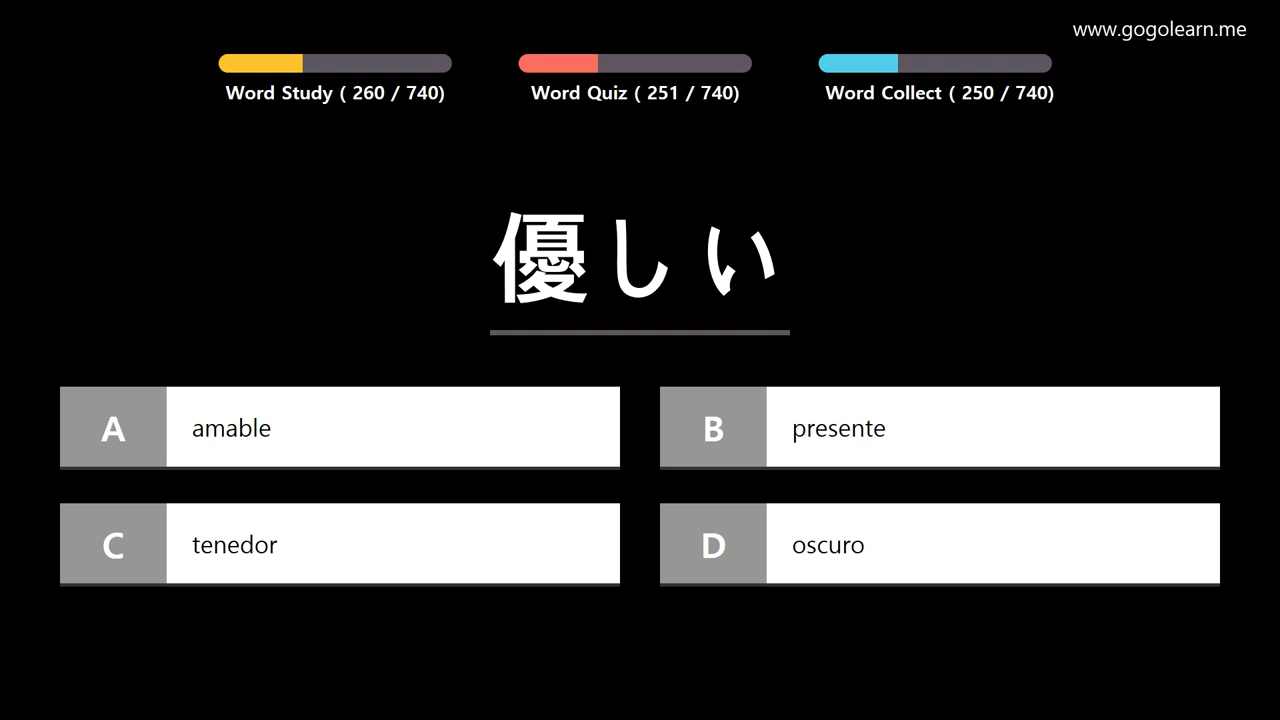 www.gogolearn.me
Word Study ( 260 / 740)
Word Quiz ( 251 / 740)
Word Collect ( 250 / 740)
優しい
A amable
B presente
C tenedor
D oscuro